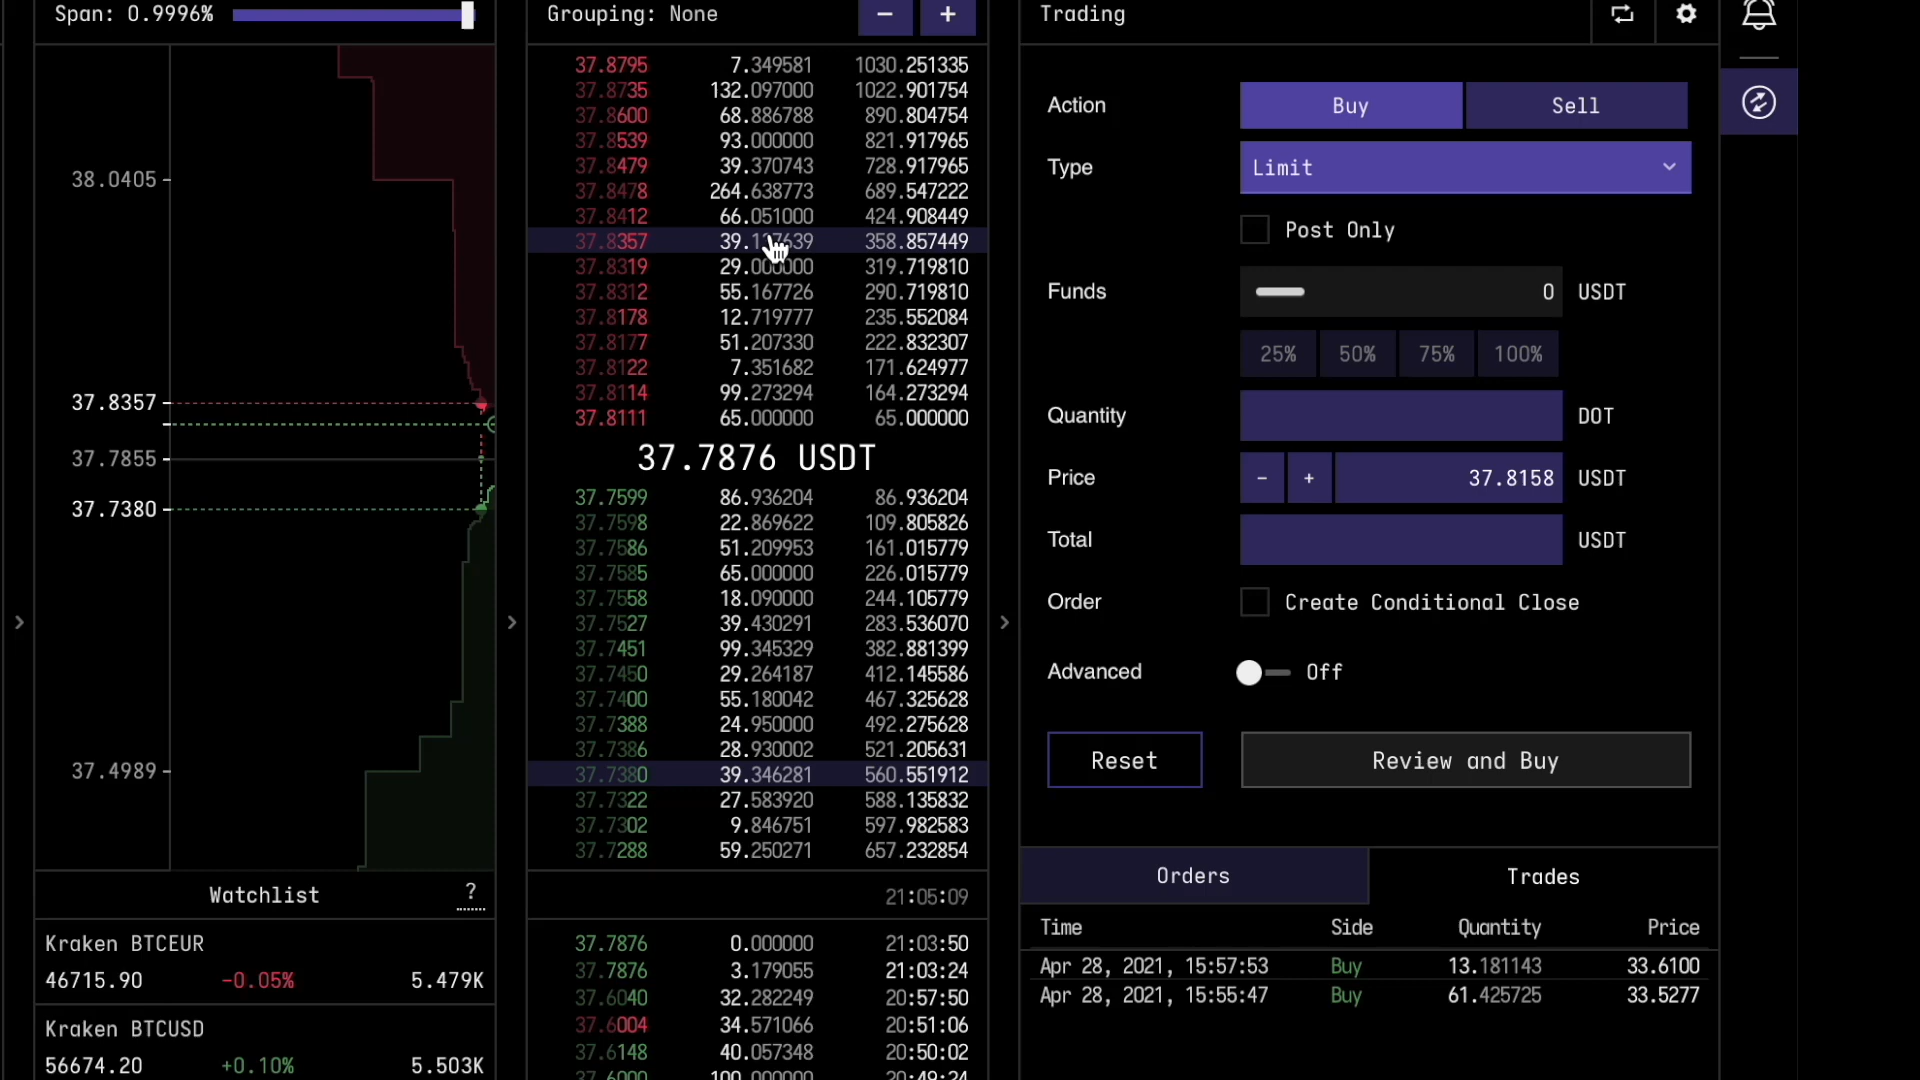 Span: 0.9996%
38.0405
37.8357
37.7855
37.7380
37.4989
Watchlist ?
Kraken BTCEUR
46715.90 -0.05% 5.479K
Kraken BTCUSD
56674.20 +0.10% 5.503K
Grouping: None - +
37.8795 7.349581 1030.251335
37.8735 132.097000 1022.901754
37.8600 68.886788 890.804754
37.8539 93.000000 821.917965
37.8479 39.370743 728.917965
37.8478 264.638773 689.547222
37.8412 66.051000 424.908449
37.8357 358.857449
37.8319 29.000000 319.719810
37.8312 55.167726 290.719810
37.8178 12.719777 235.552084
37.8177 51.207330 222.832307
37.8122 7.351682 171.624977
37.8114 99.273294 164.273294
37.8111 65.000000 65.000000
37.7876 USDT
37.7599 86.936204 86.936204
37.7598 22.869622 109.805826
37.7586 51.209953 161.015779
37.7585 65.000000 226.015779
37.7558 18.090000 244.105779
37.7527 39.430291 283.536070
37.7451 99.345329 382.881399
37.7450 29.264187 412.145586
37.7400 55.180042 467.325628
37.7388 24.950000 492.275628
37.7386 28.930002 521.205631
37.7380 39.346281 560.551912
37.7322 27.583920 588.135832
37.7302 9.846751 597.982583
37.7288 59.250271 657.232854
21:05:09
37.7876 0.000000 21:03:50
37.7876 3.179055 21:03:24
37.6040 32.282249 20:57:50
37.6004 34.571066 20:51:06
37.6148 40.057348 20:50:02
37.6000 100.000000 20:49:24
Trading
Action Buy Sell
Type Limit
Post Only
Funds 0 USDT
25% 50% 75% 100%
Quantity DOT
Price - + 37.8158 USDT
Total USDT
Order Create Conditional Close
Advanced Off
Reset Review and Buy
Orders Trades
Time Side Quantity Price
Apr 28, 2021, 15:57:53 Buy 13.181143 33.6100
Apr 28, 2021, 15:55:47 Buy 61.425725 33.5277